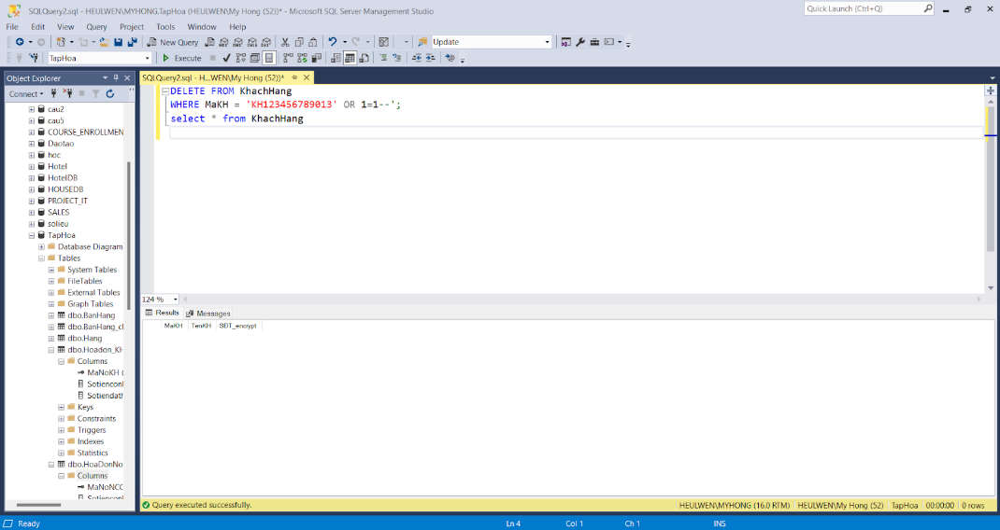 SQLQuery2.sql - HEULWEN\MYHONG.TapHoa (HEULWEN\My Hong (52))* - Microsoft SQL Server Management Studio
Quick Launch (Ctrl+Q)
File Edit View Query Project Tools Window Help
New Query
Update
TapHoa
Execute
Object Explorer
SQLQuery2.sql - H...WEN\My Hong (52))*
Connect
cau2
cau5
COURSE_ENROLLMEN
Daotao
hoc
Hotel
HotelDB
HOUSEDB
PROJECT_IT
SALES
solieu
TapHoa
Database Diagram
Tables
System Tables
FileTables
External Tables
Graph Tables
dbo.BanHang
dbo.BanHang_cl
dbo.Hang
dbo.Hoadon_KH
Columns
MaNoKH (
Sotienconl
Sotiendatl
Keys
Constraints
Triggers
Indexes
Statistics
dbo.HoaDonNo
Columns
MaNoNCC
Sotienconl
DELETE FROM KhachHang
WHERE MaKH = 'KH123456789013' OR 1=1--';
select * from KhachHang
124 %
Results Messages
MaKH TenKH SĐT_encrypt
Query executed successfully.
HEULWEN\MYHONG (16.0 RTM) HEULWEN\My Hong (52) TapHoa 00:00:00 0 rows
Ready Ln 4 Col 1 Ch 1 INS